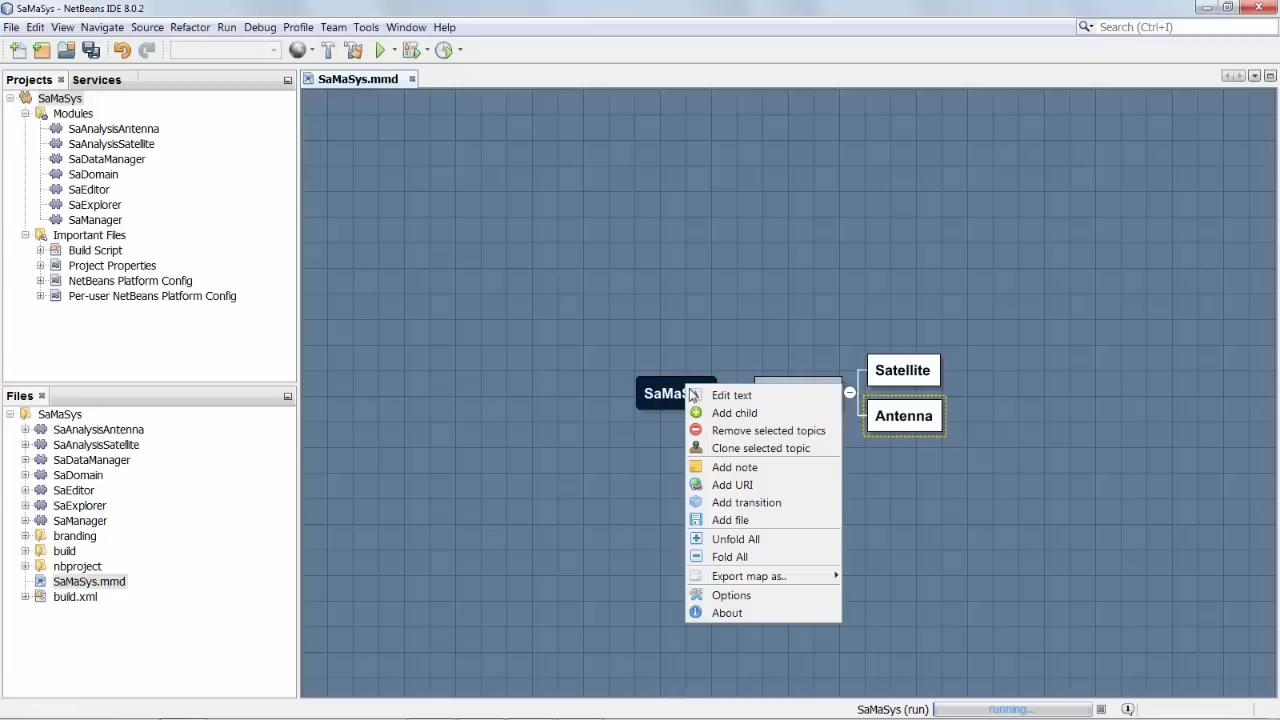 SaMaSys - NetBeans IDE 8.0.2
File Edit View Navigate Source Refactor Run Debug Profile Team Tools Window Help
Search (Ctrl+I)
Projects Services
SaMaSys
Modules
SaAnalysisAntenna
SaAnalysisSatellite
SaDataManager
SaDomain
SaEditor
SaExplorer
SaManager
Important Files
Build Script
Project Properties
NetBeans Platform Config
Per-user NetBeans Platform Config
Files
SaMaSys
SaAnalysisAntenna
SaAnalysisSatellite
SaDataManager
SaDomain
SaEditor
SaExplorer
SaManager
branding
build
nbproject
SaMaSys.mmd
build.xml
SaMaSys.mmd
Satellite
Antenna
Edit text
Add child
Remove selected topics
Clone selected topic
Add note
Add URI
Add transition
Add file
Unfold All
Fold All
Export map as..
Options
About
SaMaSys (run) running...